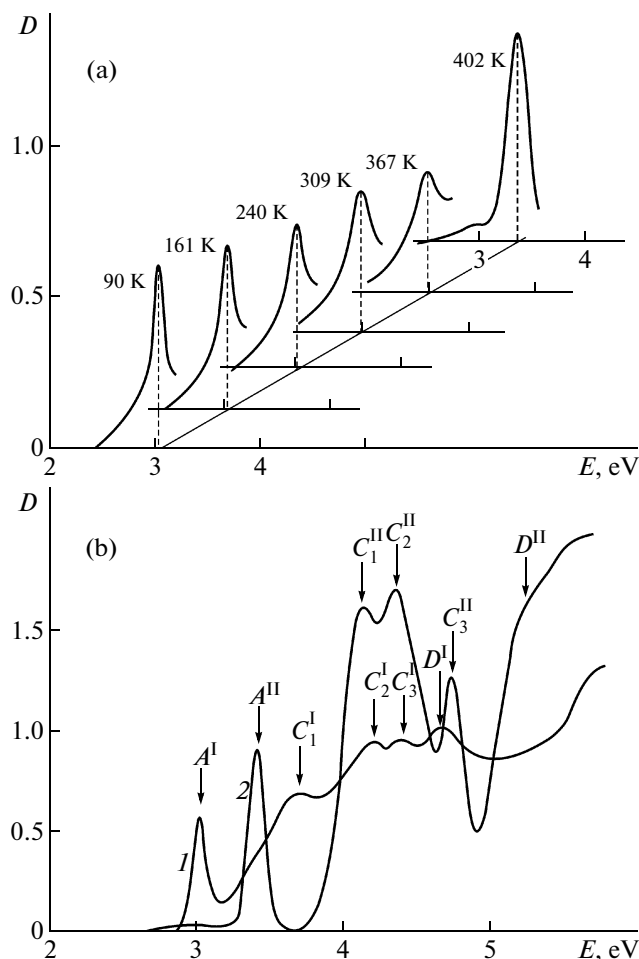 D
(a)
402 K
1.0
367 K
309 K
240 K
161 K
90 K
3 4
0.5
0
2 3 4 E, eV
D
(b)
C₁ᴵᴵ C₂ᴵᴵ
Dᴵᴵ
C₃ᴵᴵ
1.5
Dᴵ
C₂ᴵ C₃ᴵ
Aᴵᴵ
C₁ᴵ
1.0
Aᴵ
2
0.5
1
0
2 3 4 5 E, eV